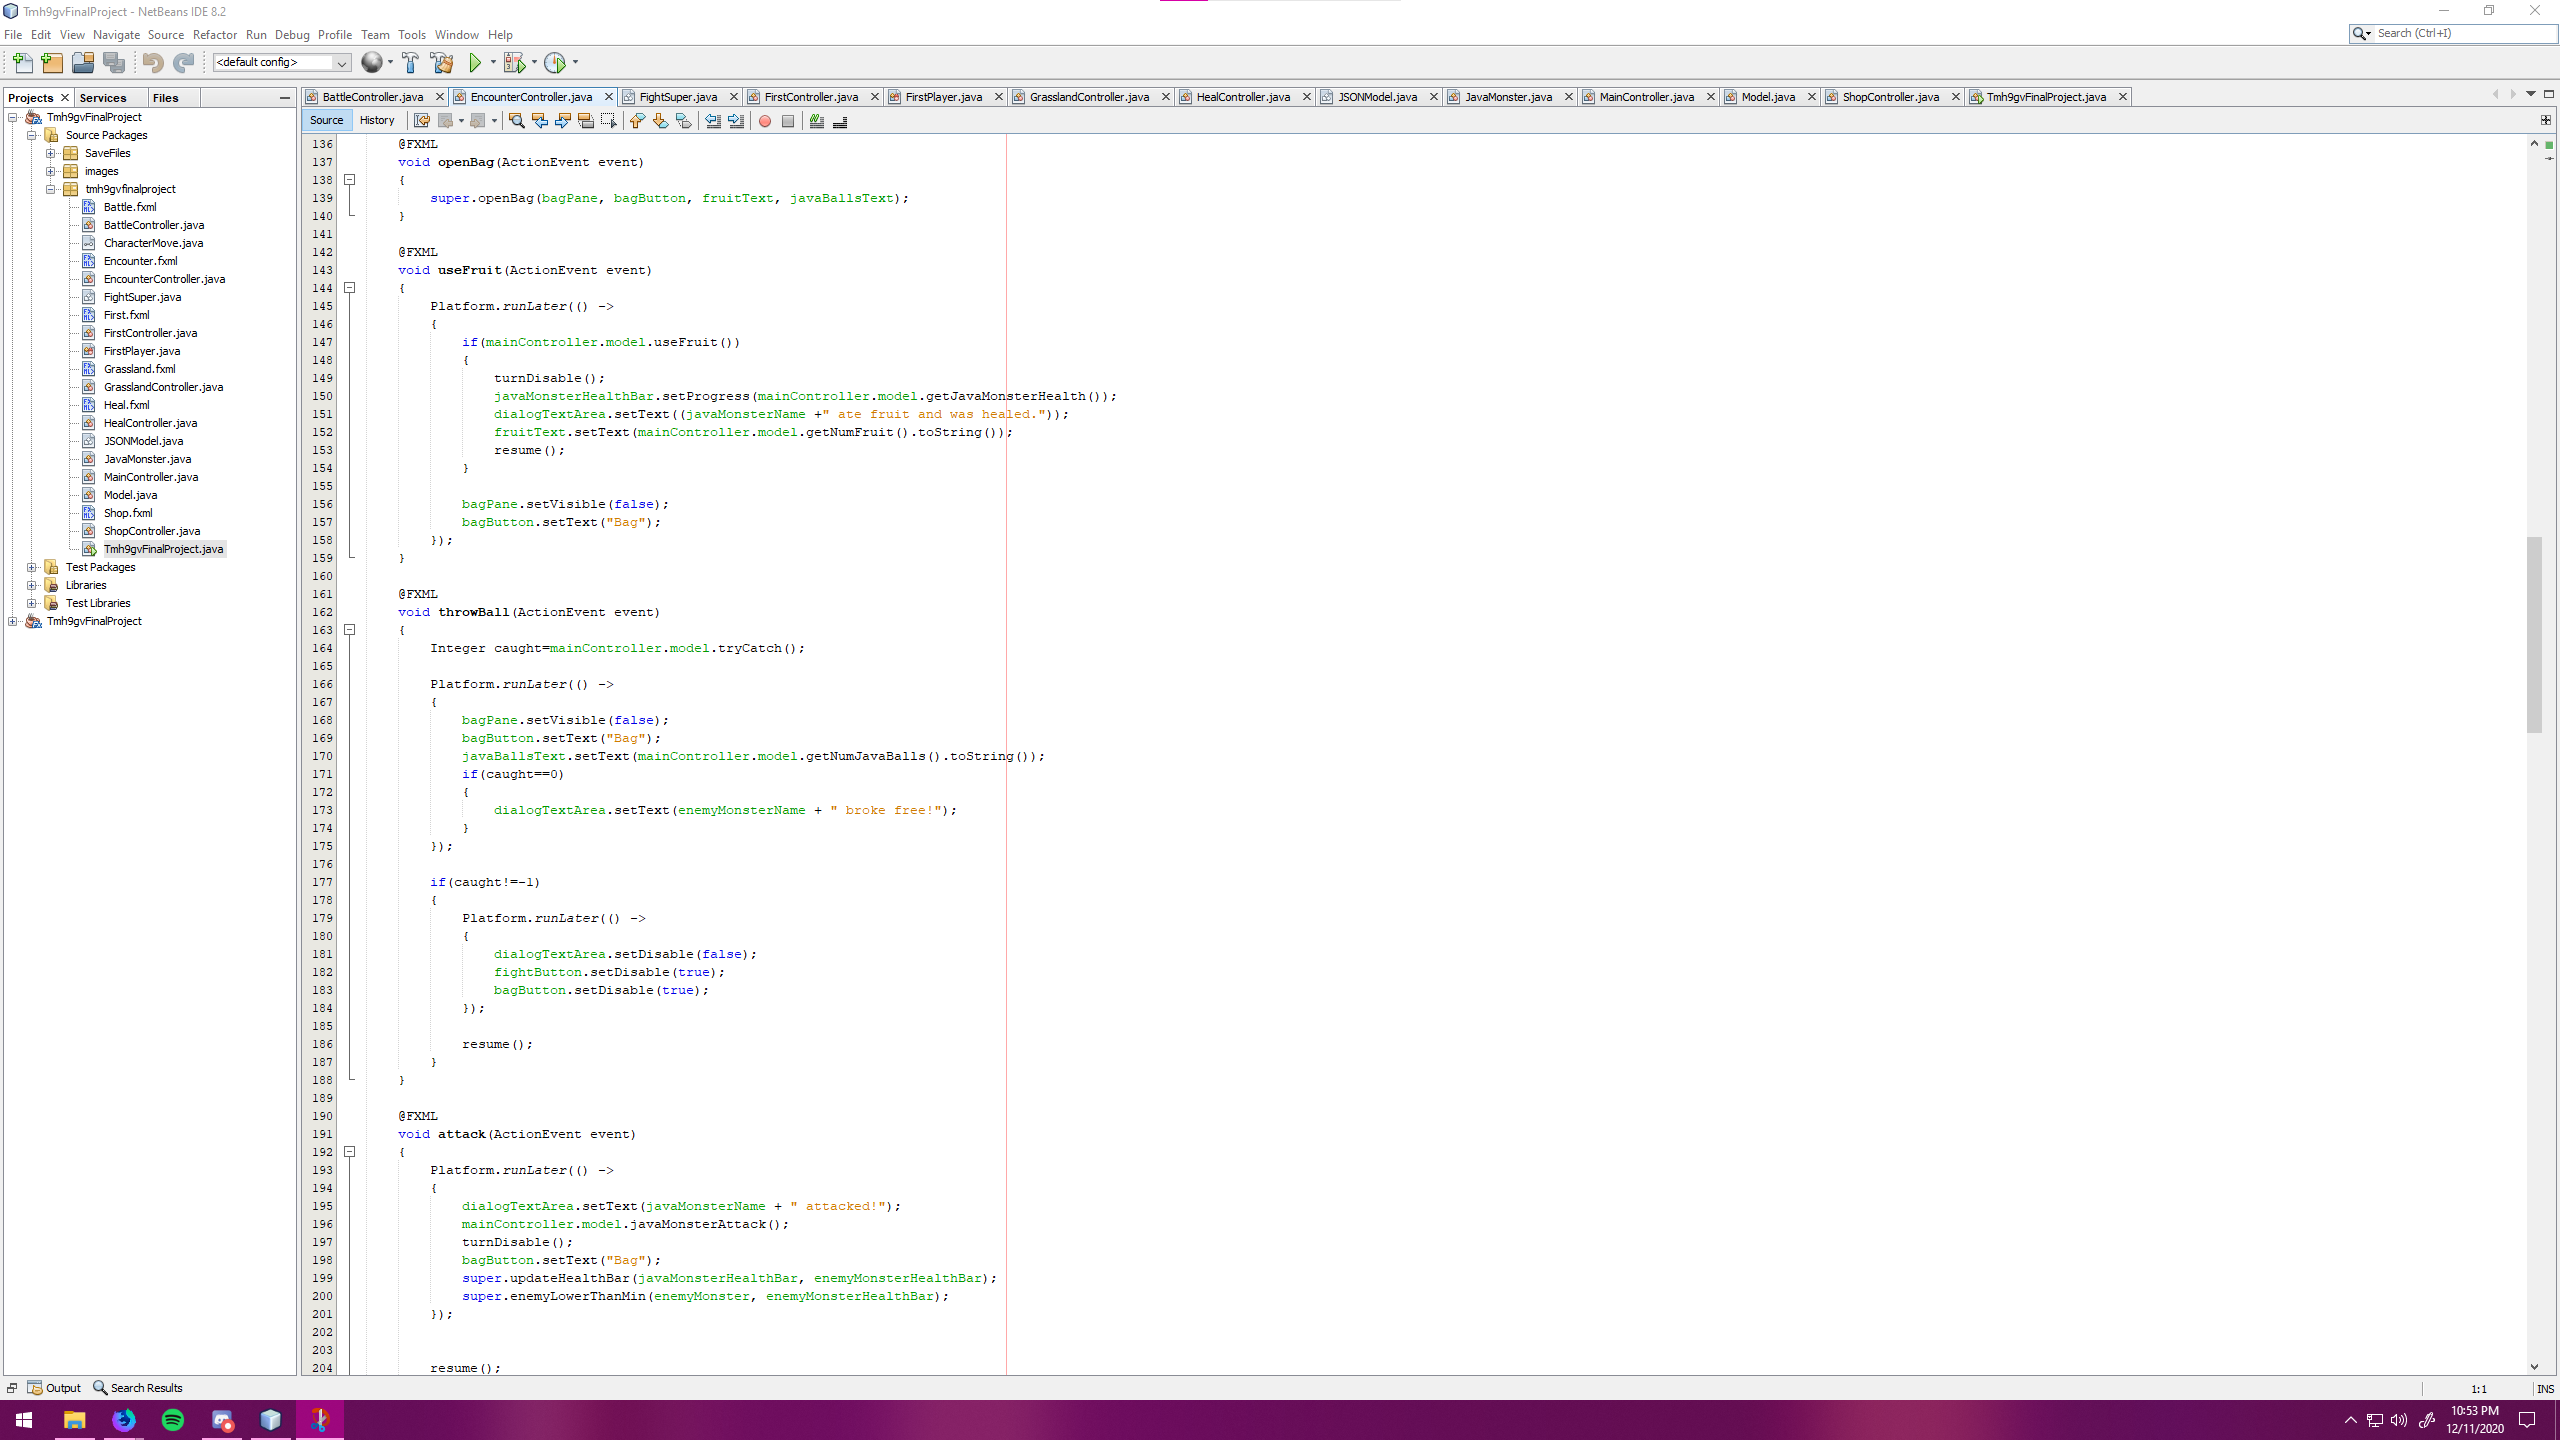 Tmh9gvFinalProject - NetBeans IDE 8.2
File Edit View Navigate Source Refactor Run Debug Profile Team Tools Window Help
Search (Ctrl+I)
<default config>
Projects Services Files
BattleController.java EncounterController.java FightSuper.java FirstController.java FirstPlayer.java GrasslandController.java HealController.java JSONModel.java JavaMonster.java MainController.java Model.java ShopController.java Tmh9gvFinalProject.java
Source History
Tmh9gvFinalProject
Source Packages
SaveFiles
images
tmh9gvfinalproject
Battle.fxml
BattleController.java
CharacterMove.java
Encounter.fxml
EncounterController.java
FightSuper.java
First.fxml
FirstController.java
FirstPlayer.java
Grassland.fxml
GrasslandController.java
Heal.fxml
HealController.java
JSONModel.java
JavaMonster.java
MainController.java
Model.java
Shop.fxml
ShopController.java
Tmh9gvFinalProject.java
Test Packages
Libraries
Test Libraries
Tmh9gvFinalProject
136 @FXML
137 void openBag(ActionEvent event)
138 {
139 super.openBag(bagPane, bagButton, fruitText, javaBallsText);
140 }
141
142 @FXML
143 void useFruit(ActionEvent event)
144 {
145 Platform.runLater(() ->
146 {
147 if(mainController.model.useFruit())
148 {
149 turnDisable();
150 javaMonsterHealthBar.setProgress(mainController.model.getJavaMonsterHealth());
151 dialogTextArea.setText((javaMonsterName +" ate fruit and was healed."));
152 fruitText.setText(mainController.model.getNumFruit().toString());
153 resume();
154 }
155
156 bagPane.setVisible(false);
157 bagButton.setText("Bag");
158 });
159 }
160
161 @FXML
162 void throwBall(ActionEvent event)
163 {
164 Integer caught=mainController.model.tryCatch();
165
166 Platform.runLater(() ->
167 {
168 bagPane.setVisible(false);
169 bagButton.setText("Bag");
170 javaBallsText.setText(mainController.model.getNumJavaBalls().toString());
171 if(caught==0)
172 {
173 dialogTextArea.setText(enemyMonsterName + " broke free!");
174 }
175 });
176
177 if(caught!=-1)
178 {
179 Platform.runLater(() ->
180 {
181 dialogTextArea.setDisable(false);
182 fightButton.setDisable(true);
183 bagButton.setDisable(true);
184 });
185
186 resume();
187 }
188 }
189
190 @FXML
191 void attack(ActionEvent event)
192 {
193 Platform.runLater(() ->
194 {
195 dialogTextArea.setText(javaMonsterName + " attacked!");
196 mainController.model.javaMonsterAttack();
197 turnDisable();
198 bagButton.setText("Bag");
199 super.updateHealthBar(javaMonsterHealthBar, enemyMonsterHealthBar);
200 super.enemyLowerThanMin(enemyMonster, enemyMonsterHealthBar);
201 });
202
203
204 resume();
Output Search Results
1:1 INS
10:53 PM
12/11/2020